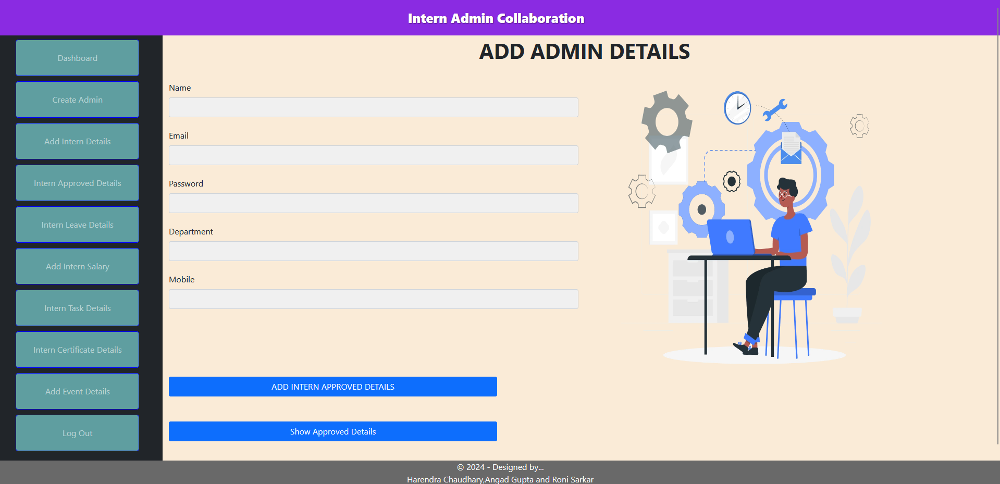 Intern Admin Collaboration
Dashboard
Create Admin
Add Intern Details
Intern Approved Details
Intern Leave Details
Add Intern Salary
Intern Task Details
Intern Certificate Details
Add Event Details
Log Out
ADD ADMIN DETAILS
Name
Email
Password
Department
Mobile
ADD INTERN APPROVED DETAILS
Show Approved Details
© 2024 - Designed by...
Harendra Chaudhary,Angad Gupta and Roni Sarkar